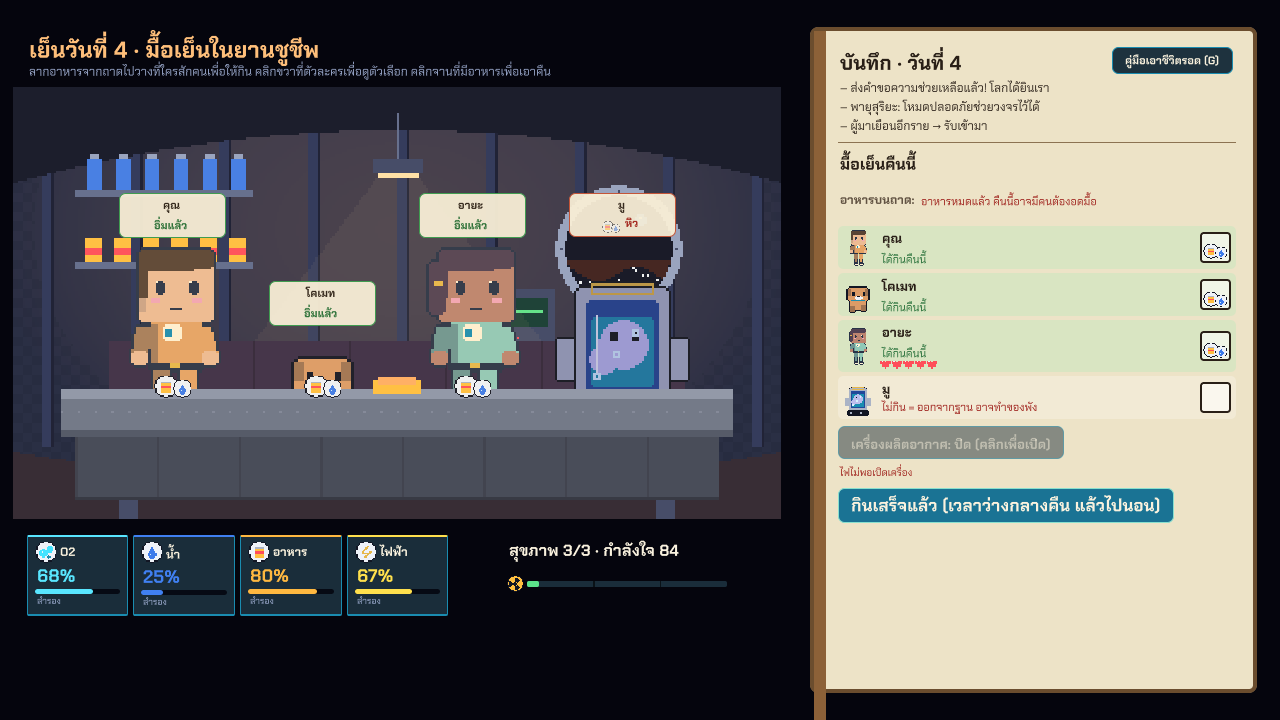 เย็นวันที่ 4 · มื้อเย็นในยานชูชีพ
ลากอาหารจากถาดไปวางที่ใครสักคนเพื่อให้กิน คลิกขวาที่ตัวละครเพื่อดูตัวเลือก คลิกจานที่มีอาหารเพื่อเอาคืน
คุณ
อิ่มแล้ว
อายะ
อิ่มแล้ว
มู
หิว
โคเมท
อิ่มแล้ว
O2
68%
สำรอง
น้ำ
25%
สำรอง
อาหาร
80%
สำรอง
ไฟฟ้า
67%
สำรอง
สุขภาพ 3/3 · กำลังใจ 84
บันทึก · วันที่ 4
คู่มือเอาชีวิตรอด (G)
— ส่งคำขอความช่วยเหลือแล้ว! โลกได้ยินเรา
— พายุสุริยะ: โหมดปลอดภัยช่วยวงจรไว้ได้
— ผู้มาเยือนอีกราย → รับเข้ามา
มื้อเย็นคืนนี้
อาหารบนถาด: อาหารหมดแล้ว คืนนี้อาจมีคนต้องอดมื้อ
คุณ
ได้กินคืนนี้
โคเมท
ได้กินคืนนี้
อายะ
ได้กินคืนนี้
มู
ไม่กิน = ออกจากฐาน อาจทำของพัง
เครื่องผลิตอากาศ: ปิด (คลิกเพื่อเปิด)
ไฟไม่พอเปิดเครื่อง
กินเสร็จแล้ว (เวลาว่างกลางคืน แล้วไปนอน)